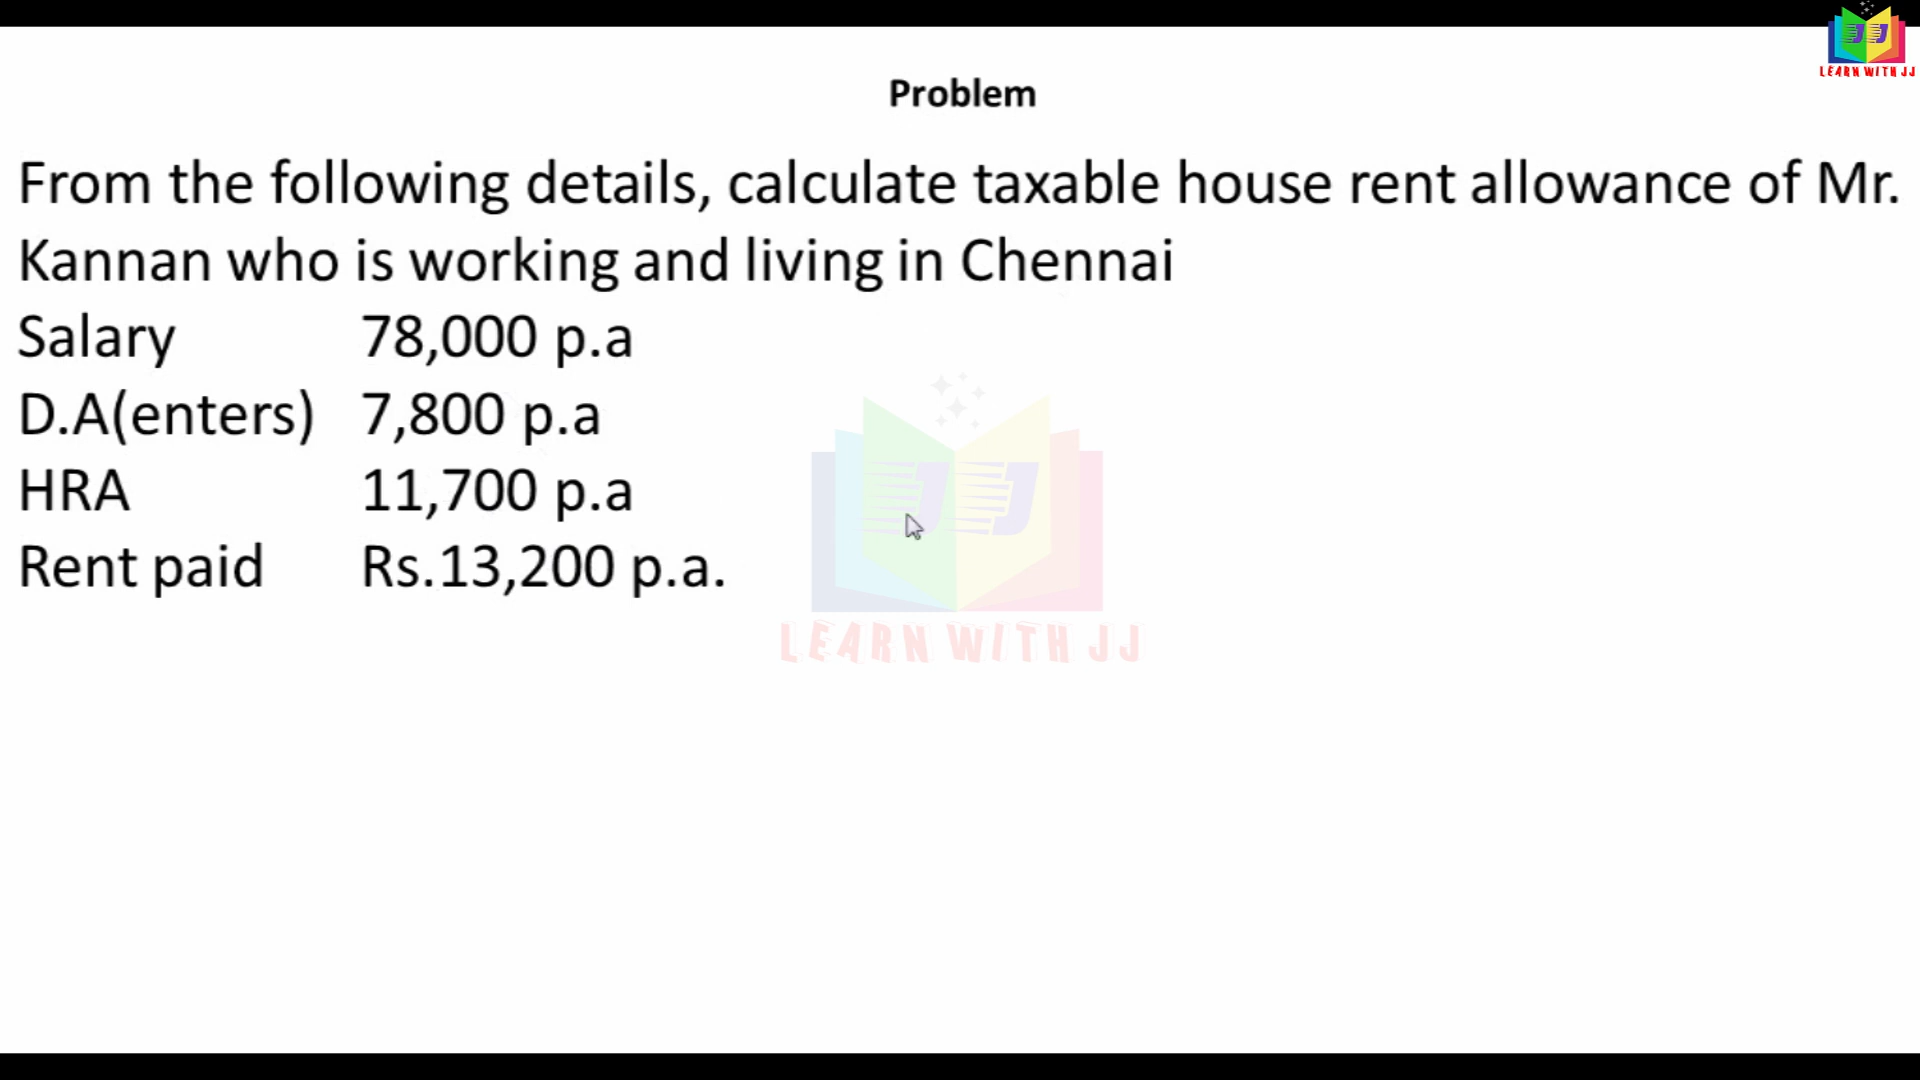 LEARN WITH JJ
Problem
From the following details, calculate taxable house rent allowance of Mr.
Kannan who is working and living in Chennai
Salary 78,000 p.a
D.A(enters) 7,800 p.a
HRA 11,700 p.a
Rent paid Rs.13,200 p.a.
JJ
LEARN WITH JJ